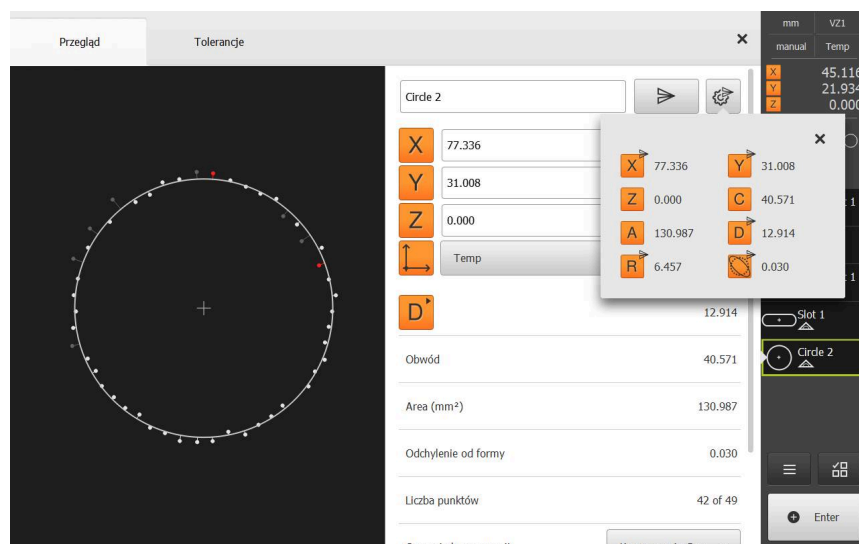 Przegląd Tolerancje mm VZ1
manual Temp
X 45.116
Y 21.934
Z 0.000
Circle 2
X 77.336
Y 31.008
Z 0.000
Temp
X 77.336 Y 31.008
Z 0.000 C 40.571
A 130.987 D 12.914
R 6.457 0.030
D 12.914
Obwód 40.571
Area (mm²) 130.987
Odchylenie od formy 0.030
Liczba punktów 42 of 49
1
1
Slot 1
Circle 2
Enter